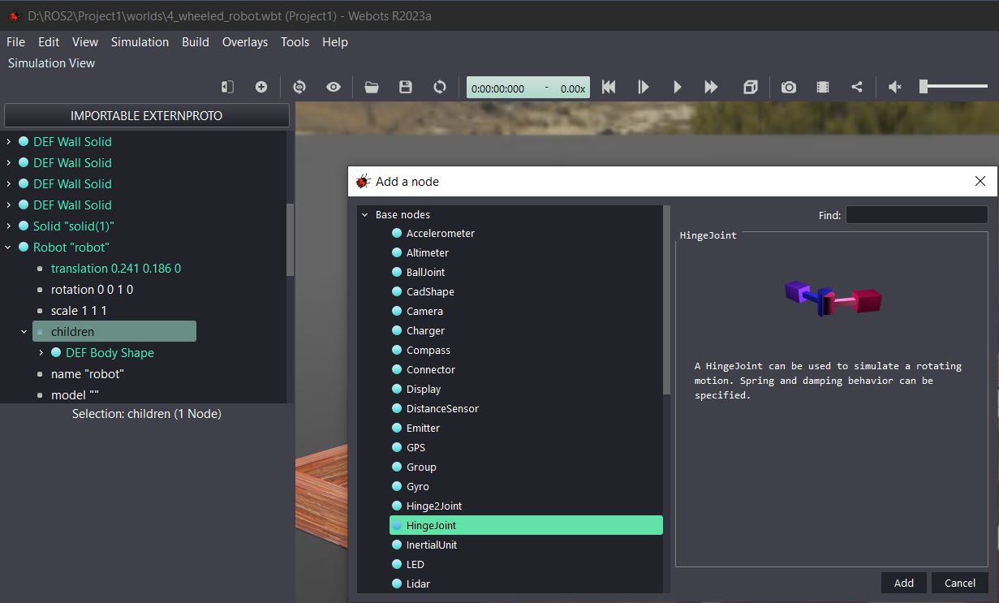 D:\ROS2\Project1\worlds\4_wheeled_robot.wbt (Project1) - Webots R2023a
File Edit View Simulation Build Overlays Tools Help
Simulation View
0:00:00:000 - 0.00x
IMPORTABLE EXTERNPROTO
DEF Wall Solid
DEF Wall Solid
DEF Wall Solid
DEF Wall Solid
Solid "solid(1)"
Robot "robot"
translation 0.241 0.186 0
rotation 0 0 1 0
scale 1 1 1
children
DEF Body Shape
name "robot"
model ""
Selection: children (1 Node)
Add a node
Base nodes
Accelerometer
Altimeter
BallJoint
CadShape
Camera
Charger
Compass
Connector
Display
DistanceSensor
Emitter
GPS
Group
Gyro
Hinge2Joint
HingeJoint
InertialUnit
LED
Lidar
Find:
HingeJoint
A HingeJoint can be used to simulate a rotating
motion. Spring and damping behavior can be
specified.
Add Cancel